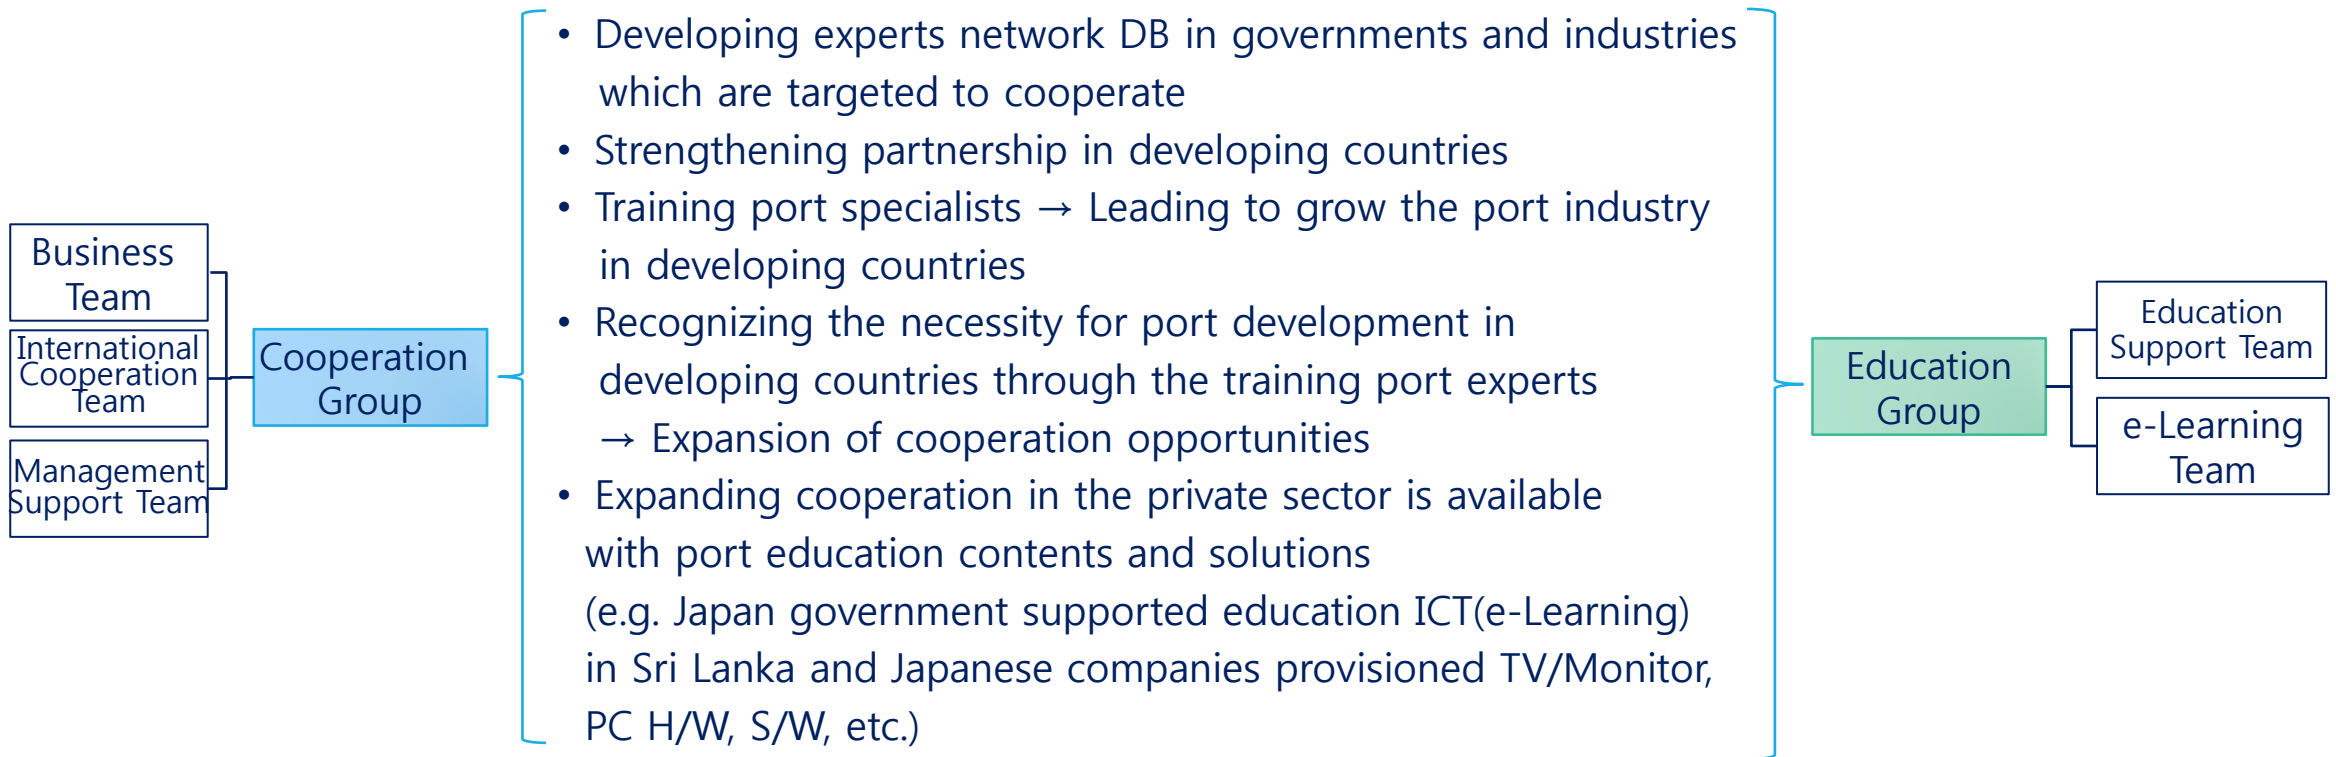 Business
Team
International
Cooperation
Team
Management
Support Team
Cooperation
Group
• Developing experts network DB in governments and industries
which are targeted to cooperate
• Strengthening partnership in developing countries
• Training port specialists → Leading to grow the port industry
in developing countries
• Recognizing the necessity for port development in
developing countries through the training port experts
→ Expansion of cooperation opportunities
• Expanding cooperation in the private sector is available
with port education contents and solutions
(e.g. Japan government supported education ICT(e-Learning)
in Sri Lanka and Japanese companies provisioned TV/Monitor,
PC H/W, S/W, etc.)
Education
Group
Education
Support Team
e-Learning
Team